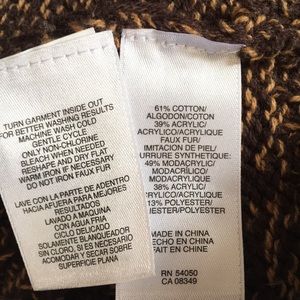 TURN GARMENT INSIDE OUT
FOR BETTER WASHING RESULTS
MACHINE WASH COLD
GENTLE CYCLE
ONLY NON-CHLORINE
BLEACH WHEN NEEDED
RESHAPE AND DRY FLAT
WARM IRON IF NECESSARY
DO NOT IRON FAUX FUR
LAVE CON LA PARTE DE ADENTRO
HACIA AFUERA PARA MEJORES
RESULTADOS
LAVADO A MAQUINA
CON AGUA FRIA
CICLO DELICADO
SOLAMENTE BLANQUEADOR
SIN CLORO, SI ES NECESARIO
ACOMODAR Y SECAR SOBRE
SUPERFICIE PLANA
61% COTTON/
ALGODON/COTON
39% ACRYLIC/
ACRILICO/ACRYLIQUE
FAUX FUR/
IMITACION DE PIEL/
FOURRURE SYNTHETIQUE:
49% MODACRYLIC/
MODACRILICO/
MODACRYLIQUE
38% ACRYLIC/
ACRILICO/ACRYLIQUE
13% POLYESTER/
POLIESTER/POLYESTER
MADE IN CHINA
HECHO EN CHINA
FAIT EN CHINE
RN 54050
CA 08349